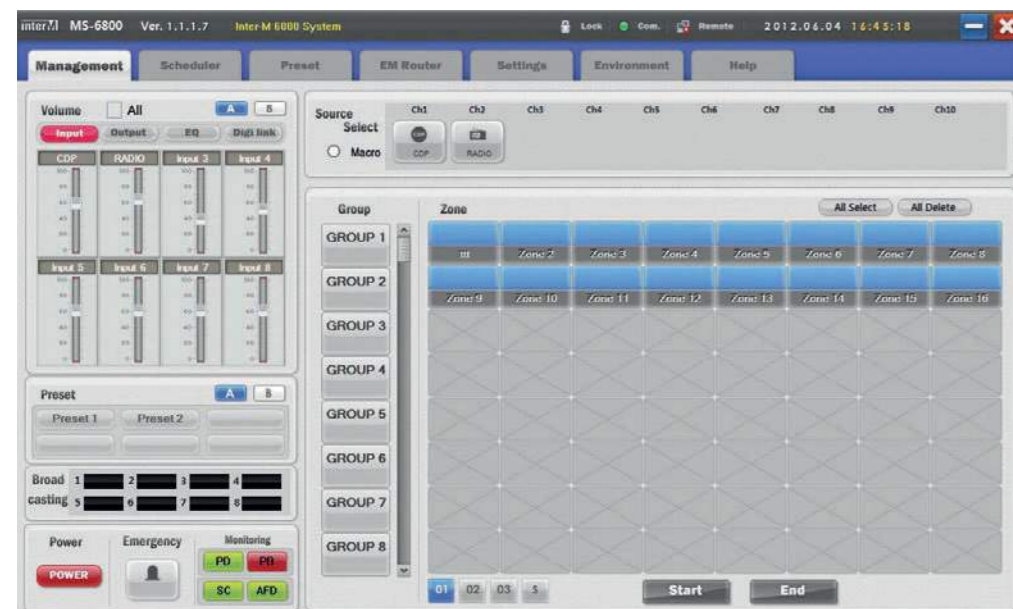 inter.M MS-6800 Ver. 1.1.1.7 Inter-M 6000 System Lock Com. Remote 2012.06.04 16:45:18
Management Scheduler Preset EM Router Settings Environment Help
Volume All A B
Input Output EQ Digi link
CDP RADIO Input 3 Input 4
Input 5 Input 6 Input 7 Input 8
Preset A B
Preset 1 Preset 2
Broad casting 1 2 3 4
5 6 7 8
Power Emergency Monitoring
POWER PD PD
SC AFD
Source Select Ch1 Ch2 Ch3 Ch4 Ch5 Ch6 Ch7 Ch8 Ch9 Ch10
Macro CDP RADIO
Group Zone All Select All Delete
GROUP 1
GROUP 2
GROUP 3
GROUP 4
GROUP 5
GROUP 6
GROUP 7
GROUP 8
Zone 2 Zone 3 Zone 4 Zone 5 Zone 6 Zone 7 Zone 8
Zone 9 Zone 10 Zone 11 Zone 12 Zone 13 Zone 14 Zone 15 Zone 16
01 02 03 S Start End